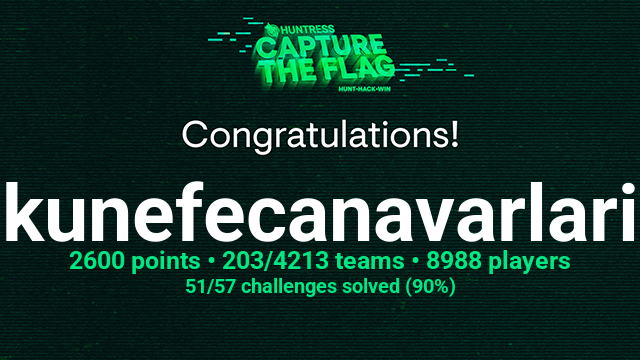 HUNTRESS
CAPTURE
THE FLAG
HUNT•HACK•WIN
Congratulations!
kunefecanavarlari
2600 points • 203/4213 teams • 8988 players
51/57 challenges solved (90%)